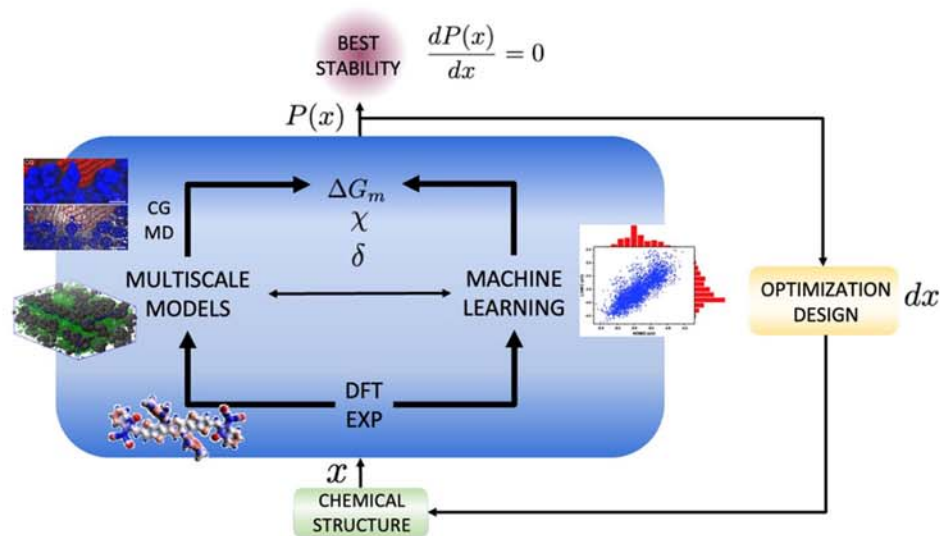 BEST
STABILITY
dP(x)
dx
= 0
P(x)
CG
MD
ΔG_m
χ
δ
MULTISCALE
MODELS
MACHINE
LEARNING
OPTIMIZATION
DESIGN
dx
DFT
EXP
x
CHEMICAL
STRUCTURE